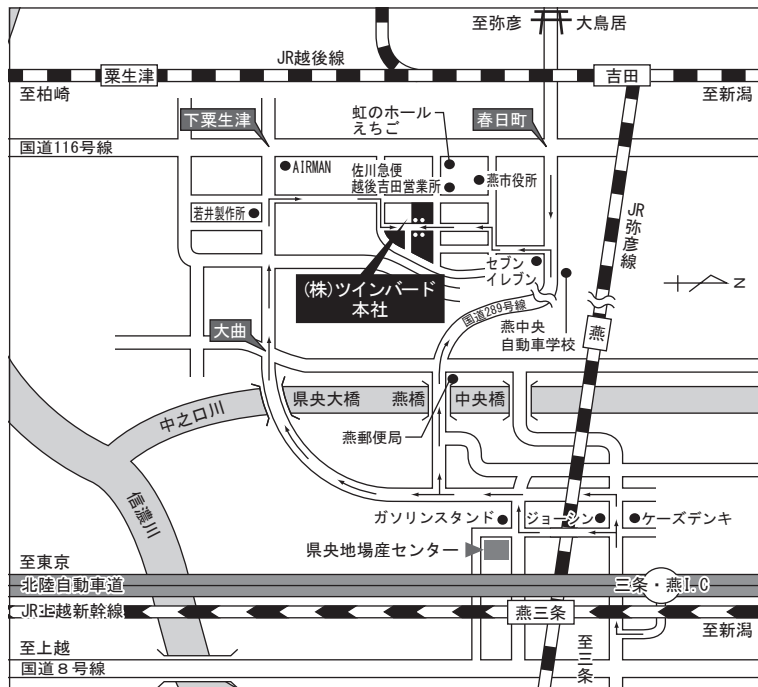 至弥彦
大鳥居
JR越後線
粟生津
吉田
至柏崎
至新潟
下粟生津
虹のホール
えちご
春日町
国道116号線
AIRMAN
佐川急便
越後吉田営業所
燕市役所
若井製作所
JR弥彦線
セブン
イレブン
(株)ツインバード
本社
N
国道289号線
大曲
燕中央
自動車学校
燕
県央大橋
燕橋
中央橋
中之口川
燕郵便局
信濃川
ガソリンスタンド
ジョーシン
ケーズデンキ
県央地場産センター
至東京
北陸自動車道
三条・燕I.C
JR上越新幹線
燕三条
至新潟
至上越
至三条
国道8号線